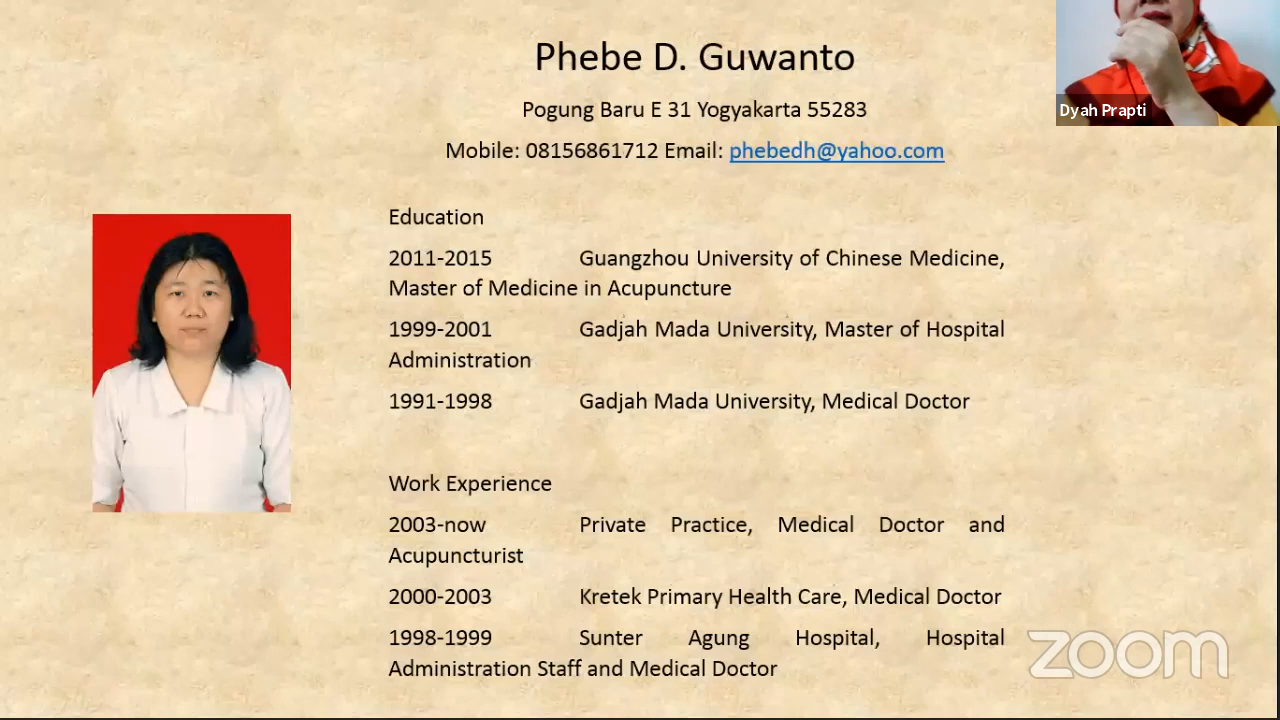 Phebe D. Guwanto
Pogung Baru E 31 Yogyakarta 55283
Mobile: 08156861712 Email: phebedh@yahoo.com
Dyah Prapti
Education
2011-2015 Guangzhou University of Chinese Medicine,
Master of Medicine in Acupuncture
1999-2001 Gadjah Mada University, Master of Hospital
Administration
1991-1998 Gadjah Mada University, Medical Doctor
Work Experience
2003-now Private Practice, Medical Doctor and
Acupuncturist
2000-2003 Kretek Primary Health Care, Medical Doctor
1998-1999 Sunter Agung Hospital, Hospital
Administration Staff and Medical Doctor
zoom